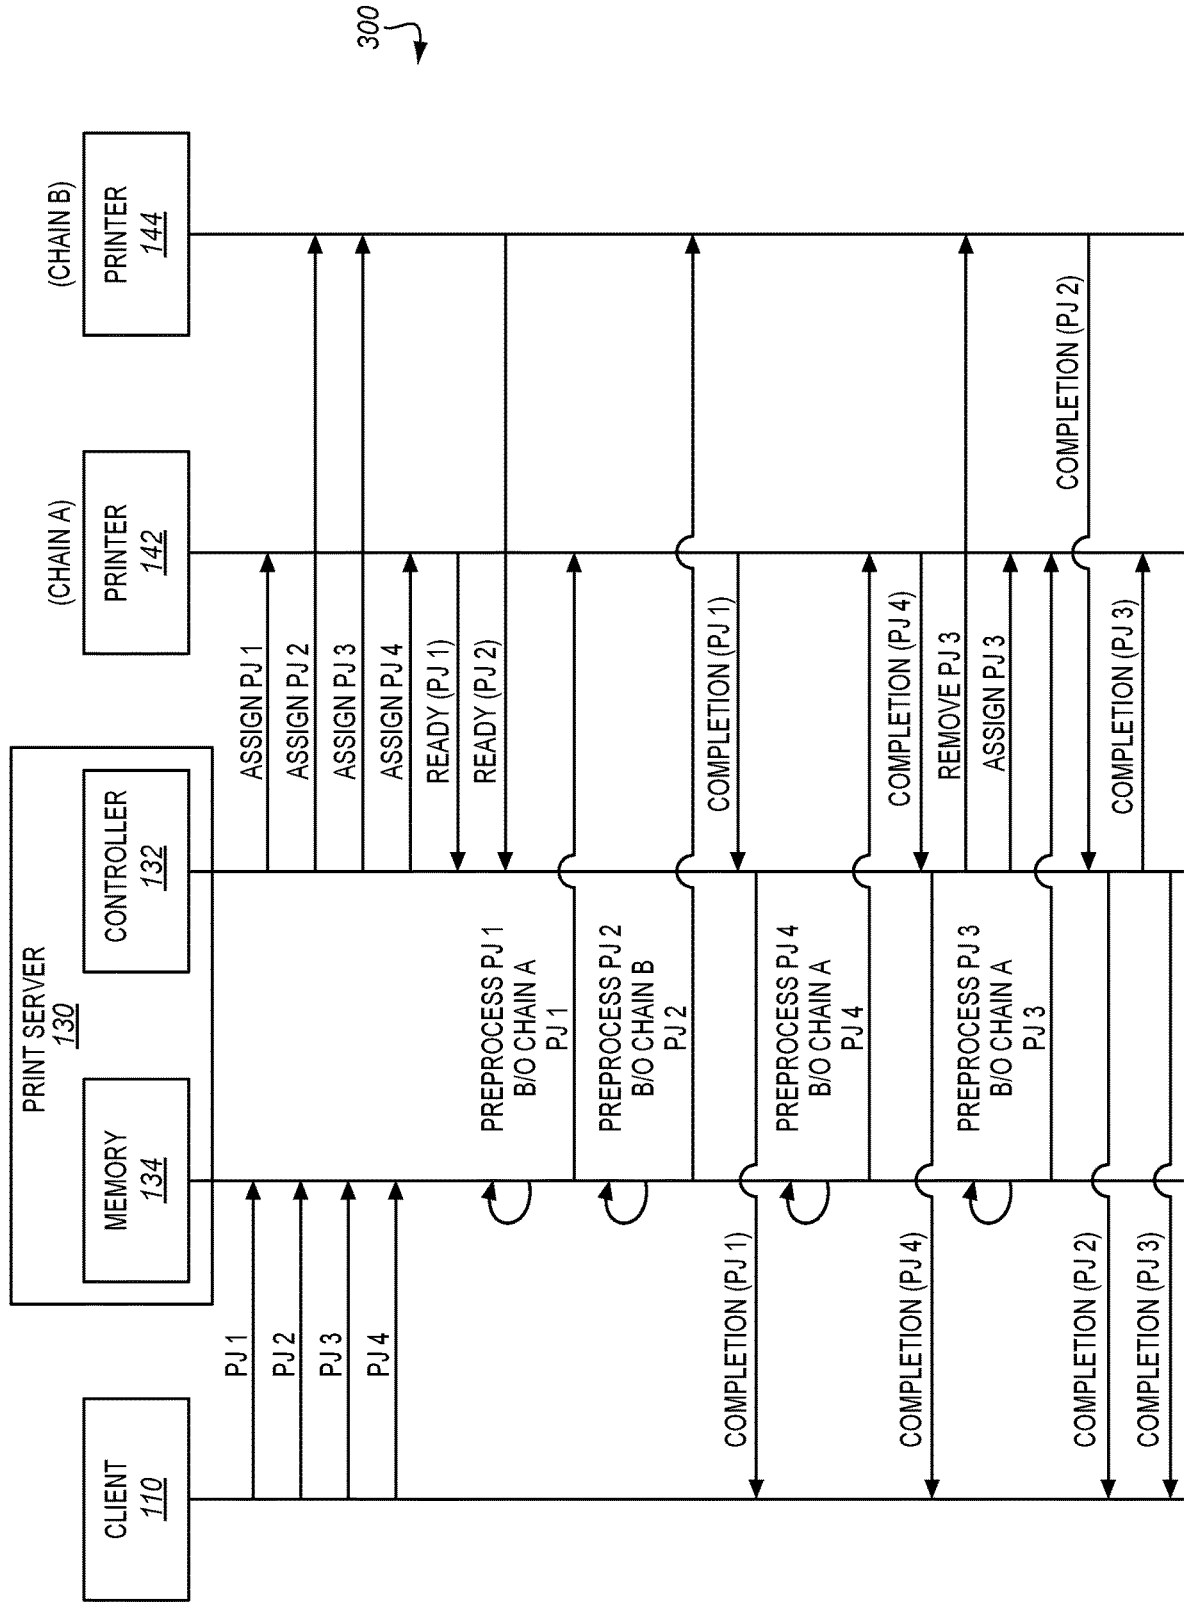 300
PRINT SERVER
130
(CHAIN A)
(CHAIN B)
CLIENT
110
MEMORY
134
CONTROLLER
132
PRINTER
142
PRINTER
144
PJ 1
ASSIGN PJ 1
PJ 2
ASSIGN PJ 2
PJ 3
ASSIGN PJ 3
PJ 4
ASSIGN PJ 4
READY (PJ 1)
READY (PJ 2)
PREPROCESS PJ 1
B/O CHAIN A
PJ 1
PREPROCESS PJ 2
B/O CHAIN B
PJ 2
COMPLETION (PJ 1)
COMPLETION (PJ 1)
PREPROCESS PJ 4
B/O CHAIN A
PJ 4
COMPLETION (PJ 4)
COMPLETION (PJ 4)
REMOVE PJ 3
PREPROCESS PJ 3
B/O CHAIN A
ASSIGN PJ 3
PJ 3
COMPLETION (PJ 2)
COMPLETION (PJ 2)
COMPLETION (PJ 3)
COMPLETION (PJ 3)